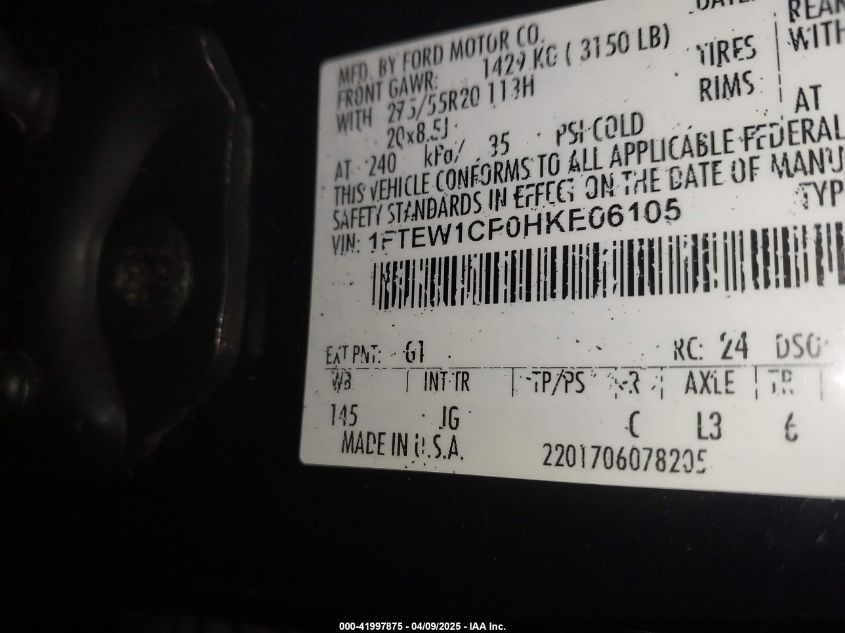 MFD. BY FORD MOTOR CO.
FRONT GAWR: 1429 KG ( 3150 LB)
WITH 275/55R20 113H TIRES
20x8.5J RIMS
AT 240 kPa/ 35 PSI COLD
REAR
WITH
AT
THIS VEHICLE CONFORMS TO ALL APPLICABLE FEDERAL
SAFETY STANDARDS IN EFFECT ON THE DATE OF MANU
VIN: 1FTEW1CP0HKE06105
TYP
EXT PNT: G1 RC: 24 DSO
WB INT TR TP/PS R AXLE TR
145 JG C L3 6
MADE IN U.S.A. 2201706078205
000-41997875 - 04/09/2025 - IAA Inc.